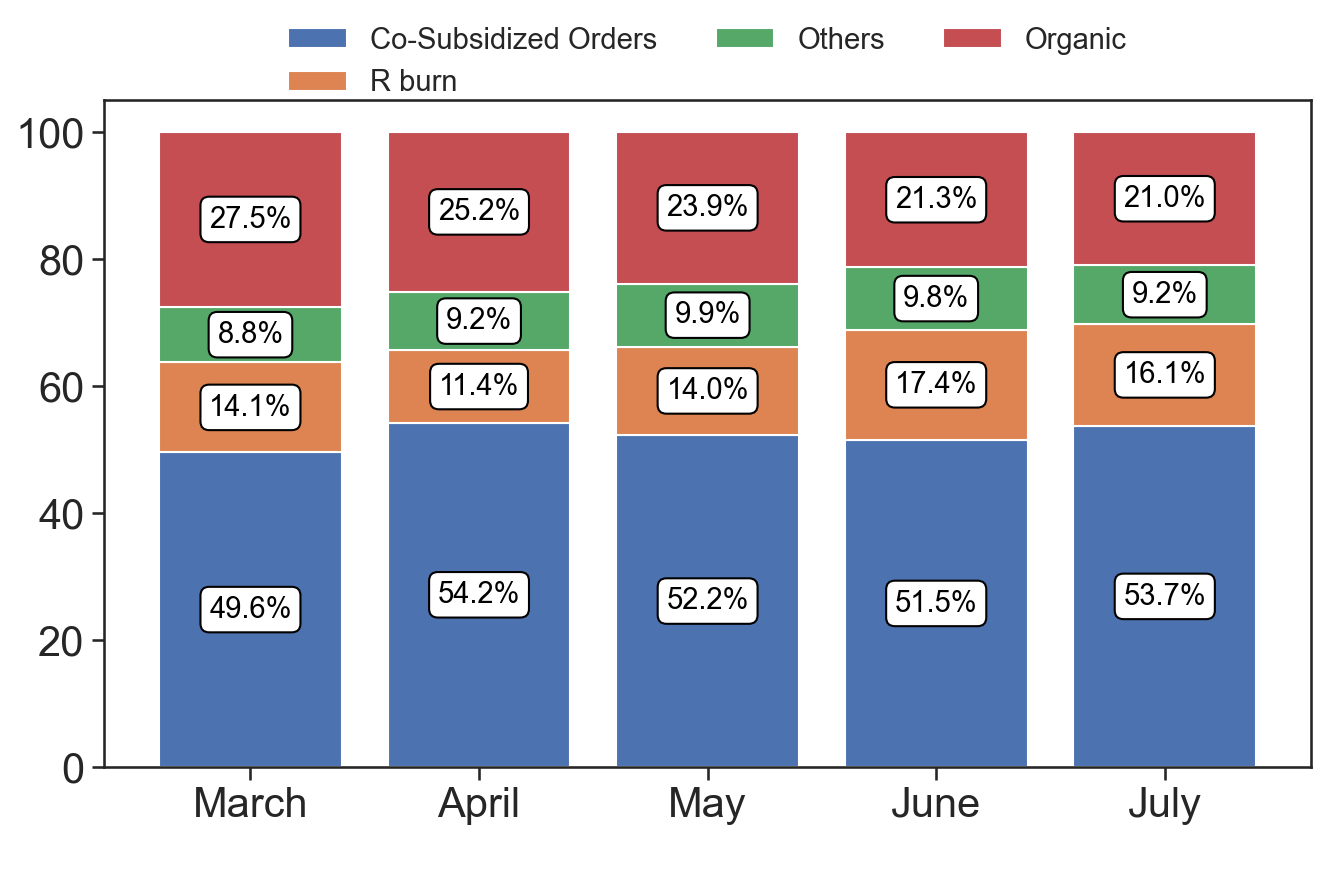 Co-Subsidized Orders Others Organic
R burn
100
27.5% 25.2% 23.9% 21.3% 21.0%
80
8.8% 9.2% 9.9% 9.8% 9.2%
60
14.1% 11.4% 14.0% 17.4% 16.1%
40
49.6% 54.2% 52.2% 51.5% 53.7%
20
0
March April May June July